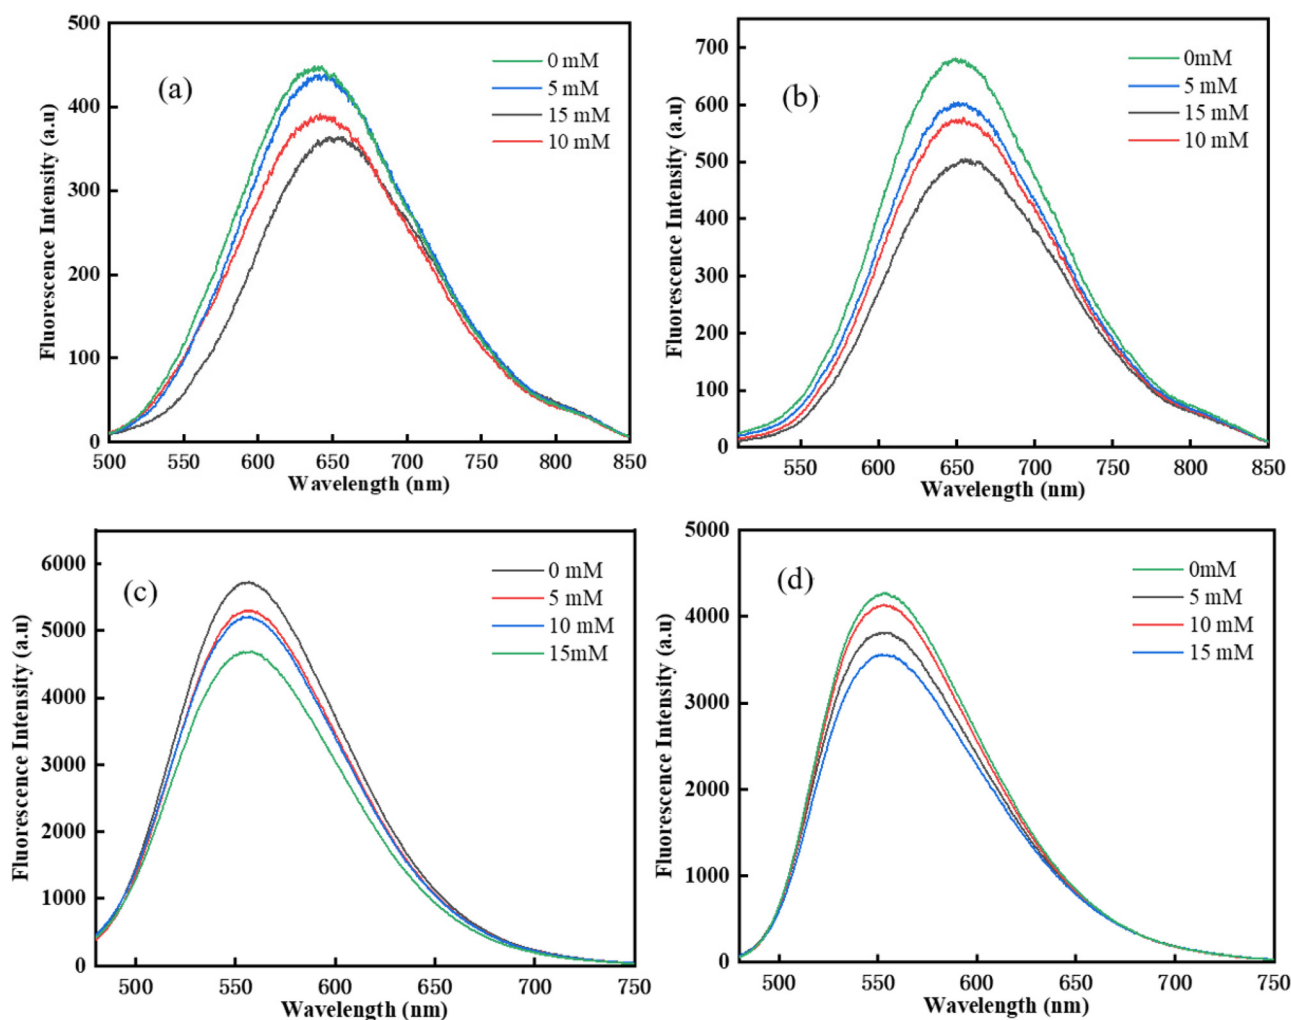 500
400
300
200
100
0
Fluorescence Intensity (a.u)
(a)
0 mM
5 mM
15 mM
10 mM
500 550 600 650 700 750 800 850
Wavelength (nm)
700
600
500
400
300
200
100
0
Fluorescence Intensity (a.u)
(b)
0mM
5 mM
10 mM
15 mM
550 600 650 700 750 800 850
Wavelength (nm)
6000
5000
4000
3000
2000
1000
0
Fluorescence Intensity (a.u)
(c)
0 mM
5 mM
10 mM
15mM
500 550 600 650 700 750
Wavelength (nm)
5000
4000
3000
2000
1000
0
Fluorescence Intensity (a.u)
(d)
0mM
5 mM
10 mM
15 mM
500 550 600 650 700 750
Wavelength (nm)